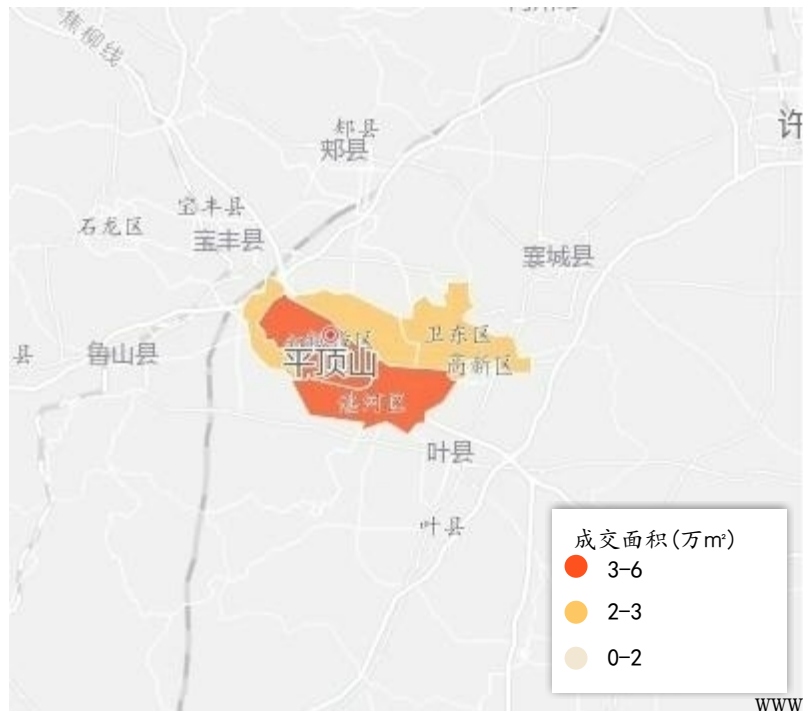 焦柳线
许
郏县
郏县
宝丰县
石龙区
宝丰县
襄城县
卫东区
县
鲁山县
平顶山
高新区
湛河区
叶县
叶县
成交面积(万㎡)
3-6
2-3
0-2
www